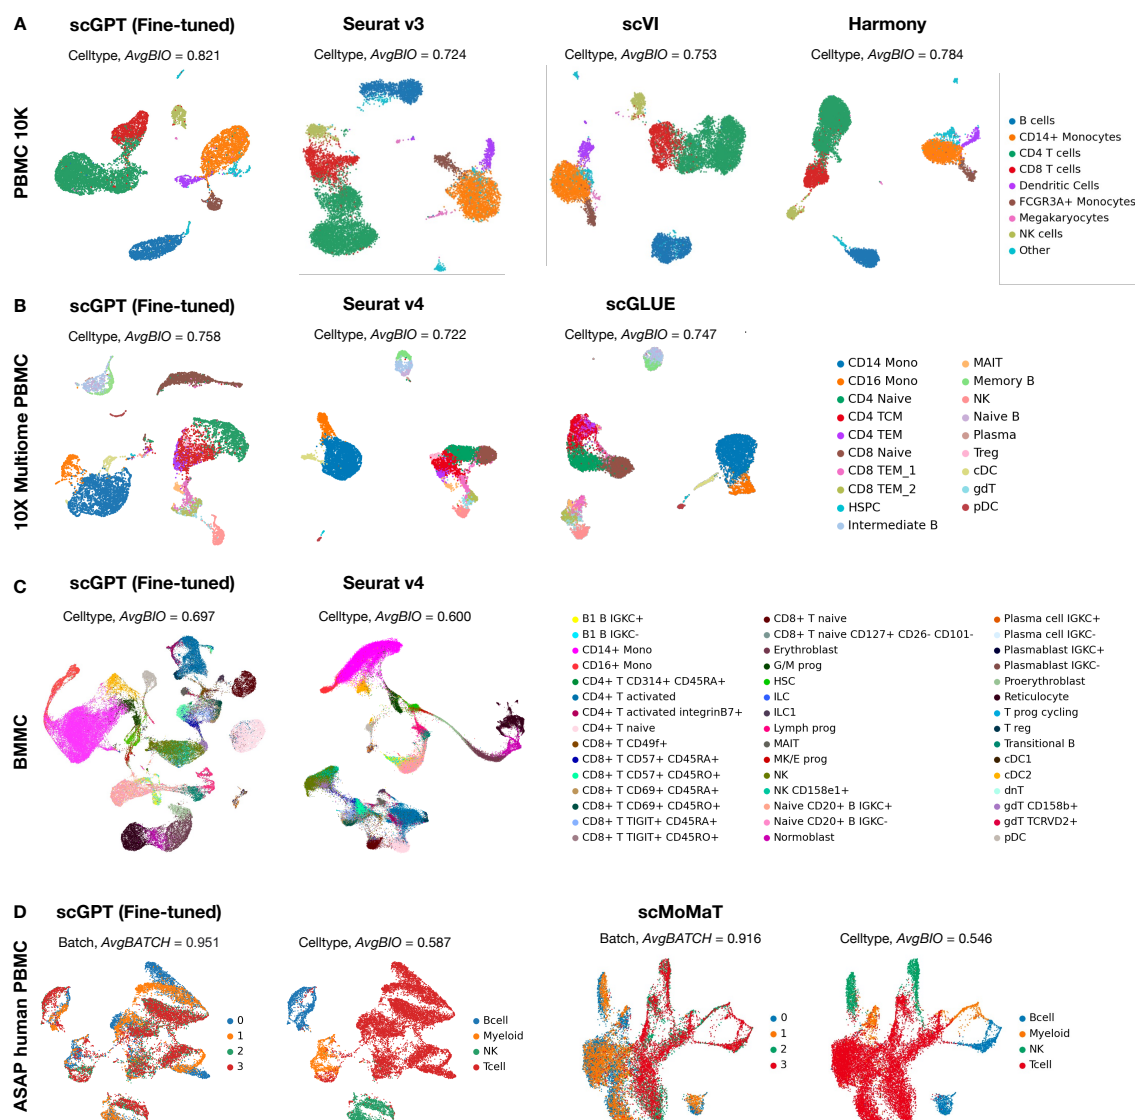 A
scGPT (Fine-tuned)
Seurat v3
scVI
Harmony
Celltype, AvgBIO = 0.821
Celltype, AvgBIO = 0.724
Celltype, AvgBIO = 0.753
Celltype, AvgBIO = 0.784
PBMC 10K
B cells
CD14+ Monocytes
CD4 T cells
CD8 T cells
Dendritic Cells
FCGR3A+ Monocytes
Megakaryocytes
NK cells
Other
B
scGPT (Fine-tuned)
Seurat v4
scGLUE
Celltype, AvgBIO = 0.758
Celltype, AvgBIO = 0.722
Celltype, AvgBIO = 0.747
10X Multiome PBMC
CD14 Mono
CD16 Mono
CD4 Naive
CD4 TCM
CD4 TEM
CD8 Naive
CD8 TEM_1
CD8 TEM_2
HSPC
Intermediate B
MAIT
Memory B
NK
Naive B
Plasma
Treg
cDC
gdT
pDC
C
scGPT (Fine-tuned)
Seurat v4
Celltype, AvgBIO = 0.697
Celltype, AvgBIO = 0.600
BMMC
B1 B IGKC+
B1 B IGKC-
CD14+ Mono
CD16+ Mono
CD4+ T CD314+ CD45RA+
CD4+ T activated
CD4+ T activated integrinB7+
CD4+ T naive
CD8+ T CD49f+
CD8+ T CD57+ CD45RA+
CD8+ T CD57+ CD45RO+
CD8+ T CD69+ CD45RA+
CD8+ T CD69+ CD45RO+
CD8+ T TIGIT+ CD45RA+
CD8+ T TIGIT+ CD45RO+
CD8+ T naive
CD8+ T naive CD127+ CD26- CD101-
Erythroblast
G/M prog
HSC
ILC
ILC1
Lymph prog
MAIT
MK/E prog
NK
NK CD158e1+
Naive CD20+ B IGKC+
Naive CD20+ B IGKC-
Normoblast
Plasma cell IGKC+
Plasma cell IGKC-
Plasmablast IGKC+
Plasmablast IGKC-
Proerythroblast
Reticulocyte
T prog cycling
T reg
Transitional B
cDC1
cDC2
dnT
gdT CD158b+
gdT TCRVD2+
pDC
D
scGPT (Fine-tuned)
scMoMaT
Batch, AvgBATCH = 0.951
Celltype, AvgBIO = 0.587
Batch, AvgBATCH = 0.916
Celltype, AvgBIO = 0.546
ASAP human PBMC
0
1
2
3
Bcell
Myeloid
NK
Tcell
0
1
2
3
Bcell
Myeloid
NK
Tcell